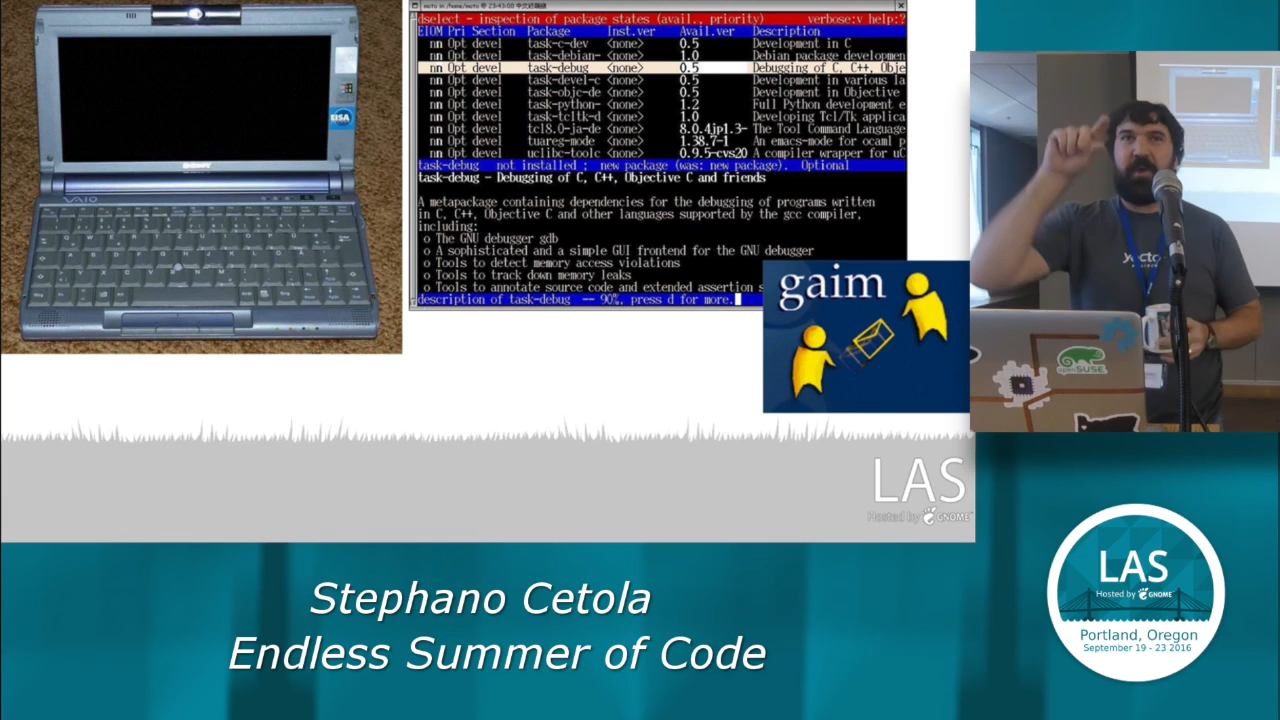 SONY
VAIO
EISA
moto in /home/moto @ 23:43:00
dselect - inspection of package states (avail., priority) verbose:v help:?
EIOM Pri Section Package Inst.ver Avail.ver Description
nn Opt devel task-c-dev <none> 0.5 Development in C
nn Opt devel task-debian- <none> 1.0 Debian package developmen
nn Opt devel task-debug <none> 0.5 Debugging of C, C++, Obje
nn Opt devel task-devel-c <none> 0.5 Development in various la
nn Opt devel task-objc-de <none> 0.5 Development in Objective
nn Opt devel task-python- <none> 1.2 Full Python development e
nn Opt devel task-tcltk-d <none> 1.0 Developing Tcl/Tk applica
nn Opt devel tcl8.0-ja-de <none> 8.0.4jp1.3- The Tool Command Language
nn Opt devel tuareg-mode <none> 1.38.7-1 An emacs-mode for ocaml p
nn Opt devel uclibc-toolc <none> 0.9.5-cvs20 A compiler wrapper for uC
task-debug not installed ; new package (was: new package). Optional
task-debug - Debugging of C, C++, Objective C and friends
A metapackage containing dependencies for the debugging of programs written
in C, C++, Objective C and other languages supported by the gcc compiler,
including:
o The GNU debugger gdb
o A sophisticated and a simple GUI frontend for the GNU debugger
o Tools to detect memory access violations
o Tools to track down memory leaks
o Tools to annotate source code and extended assertion s
description of task-debug -- 90%, press d for more.
gaim
yocto
openSUSE
LAS
Hosted by GNOME
Stephano Cetola
Endless Summer of Code
LAS
Hosted by GNOME
Portland, Oregon
September 19 - 23 2016